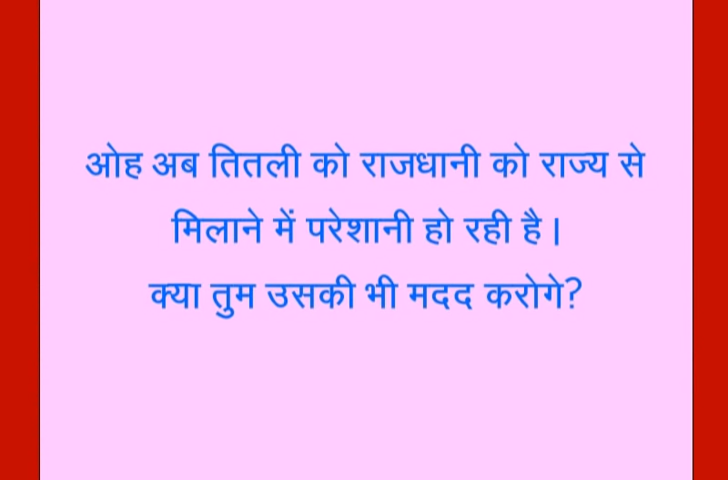 ओह अब तितली को राजधानी को राज्य से
मिलाने में परेशानी हो रही है।
क्या तुम उसकी भी मदद करोगे?